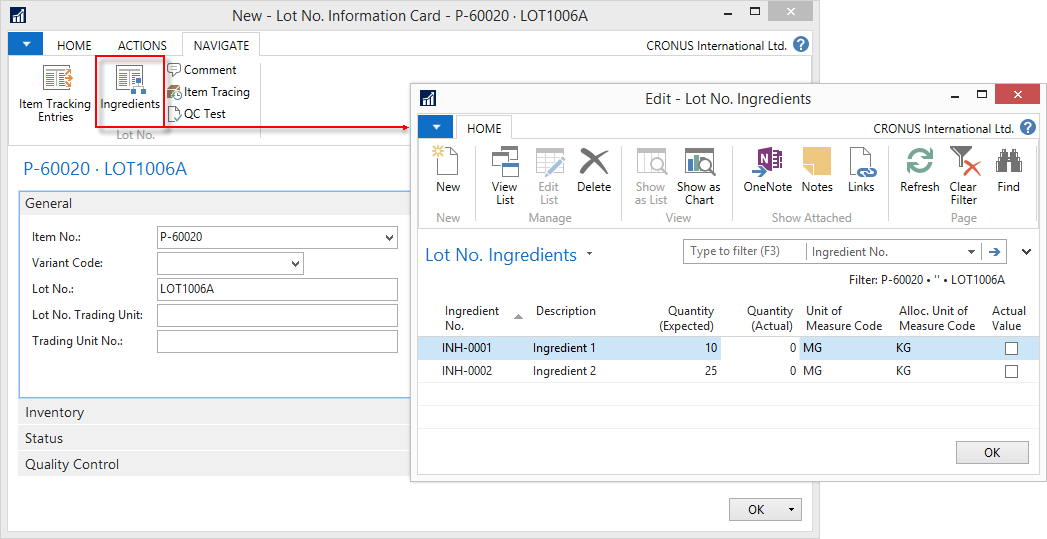 New - Lot No. Information Card - P-60020 · LOT1006A
HOME ACTIONS NAVIGATE CRONUS International Ltd. ?
Item Tracking Entries
Ingredients
Comment
Item Tracing
QC Test
Lot No.
P-60020 · LOT1006A
General
Item No.: P-60020
Variant Code:
Lot No.: LOT1006A
Lot No. Trading Unit:
Trading Unit No.:
Inventory
Status
Quality Control
OK
Edit - Lot No. Ingredients
HOME CRONUS International Ltd. ?
New
View List
Edit List
Delete
Show as List
Show as Chart
OneNote
Notes
Links
Refresh
Clear Filter
Find
New Manage View Show Attached Page
Lot No. Ingredients Type to filter (F3) Ingredient No.
Filter: P-60020 • '' • LOT1006A
Ingredient No. Description Quantity (Expected) Quantity (Actual) Unit of Measure Code Alloc. Unit of Measure Code Actual Value
INH-0001 Ingredient 1 10 0 MG KG
INH-0002 Ingredient 2 25 0 MG KG
OK